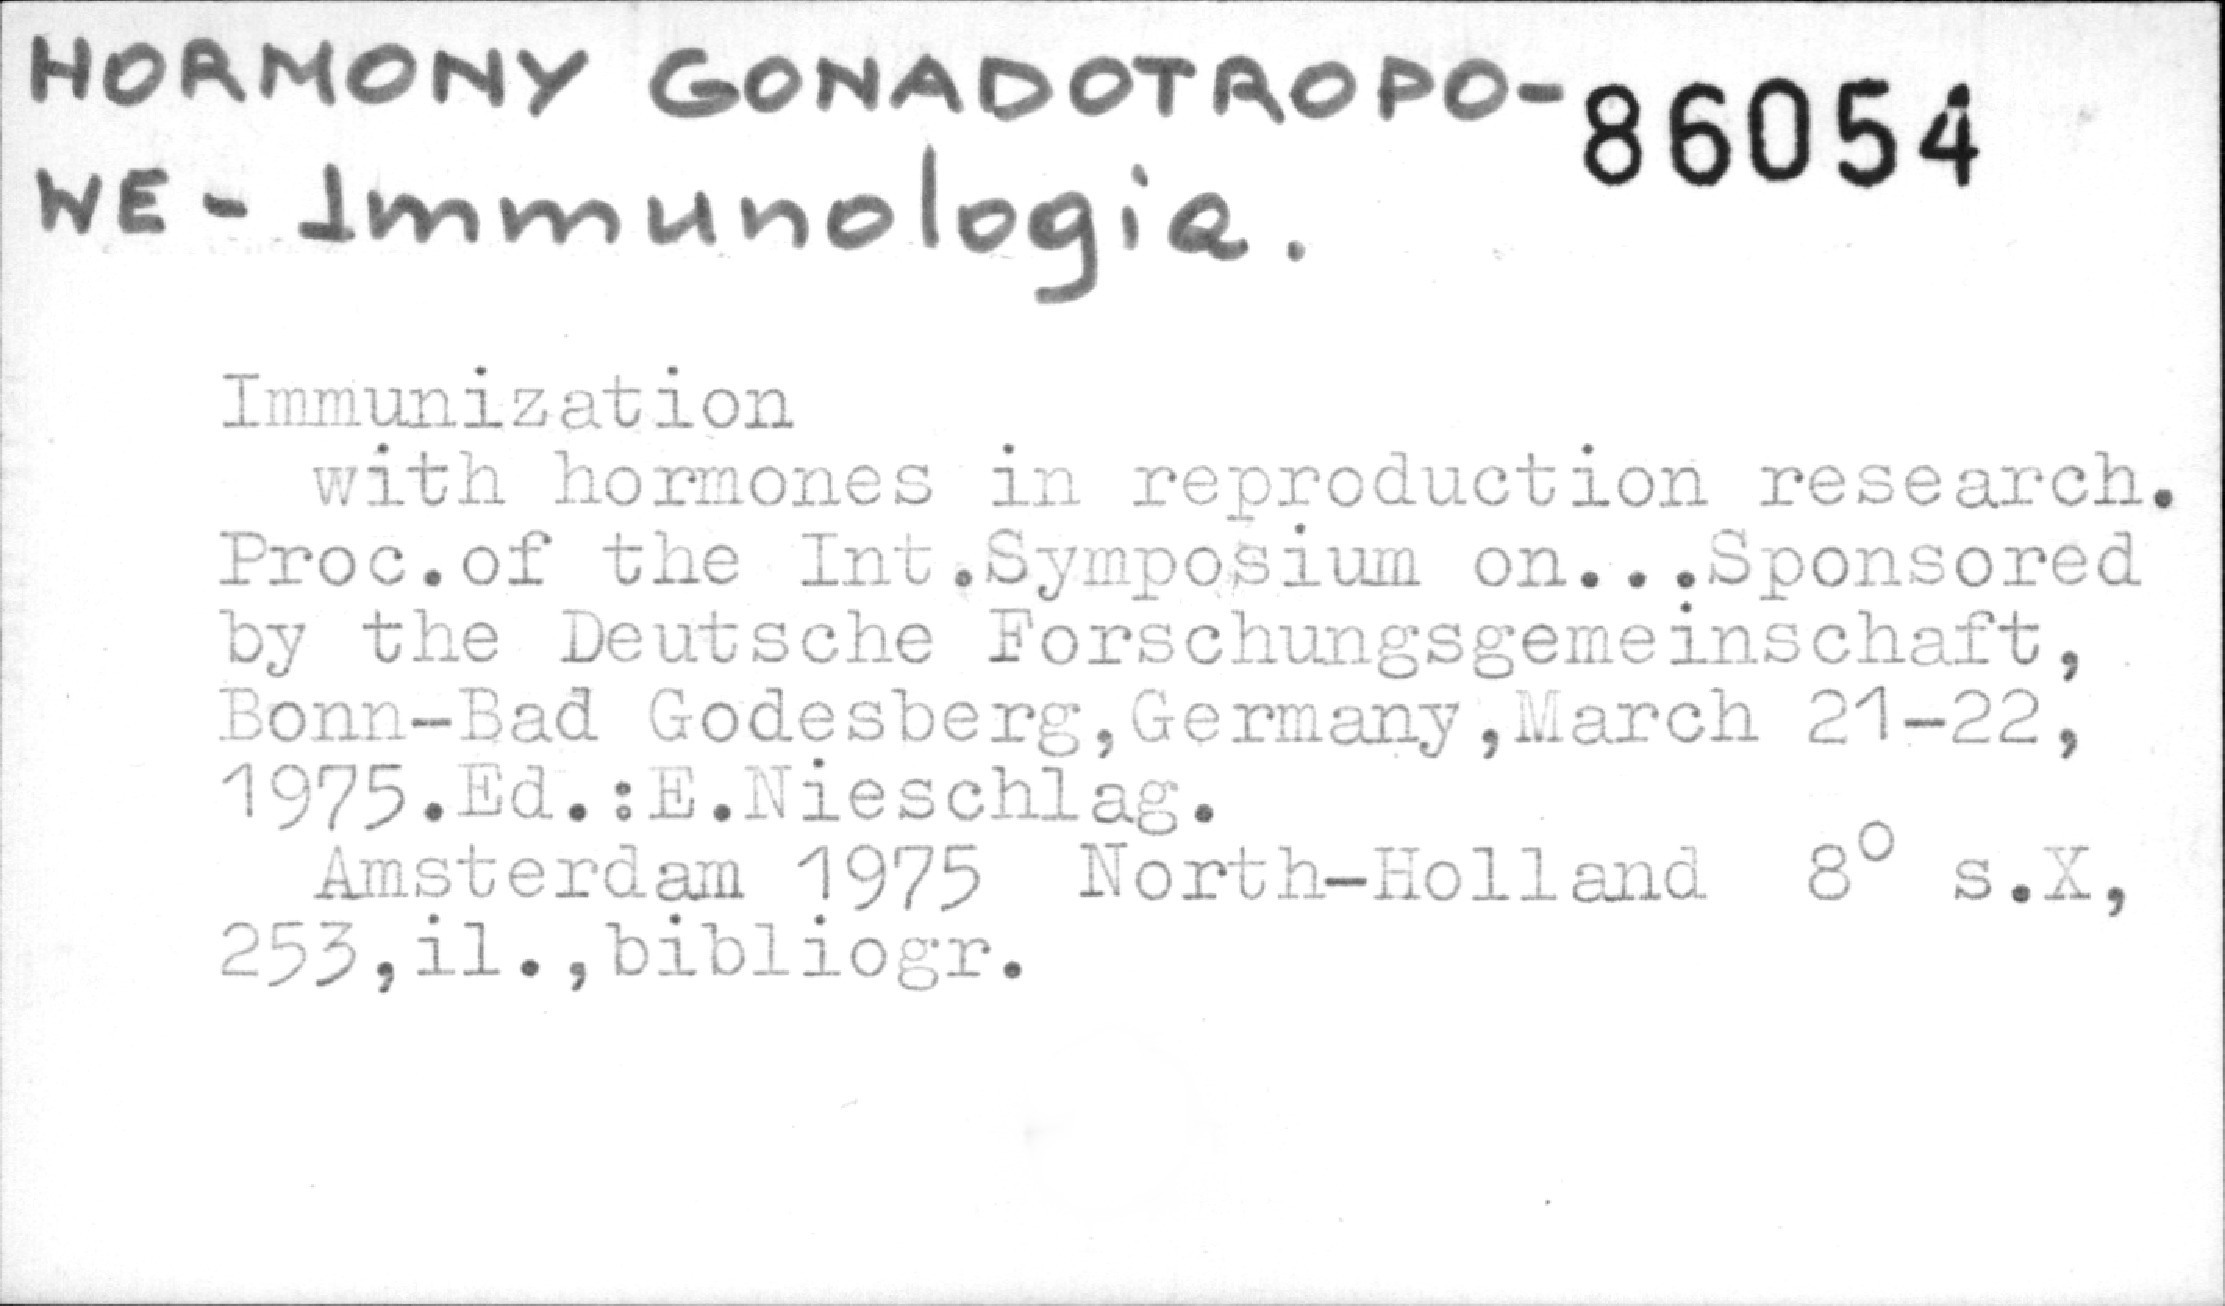 HORMONY GONADOTROPO- 86054
WE - Immunologia.
Immunization
with hormones in reproduction research.
Proc.of the Int.Symposium on...Sponsored
by the Deutsche Forschungsgemeinschaft,
Bonn-Bad Godesberg,Germany,March 21-22,
1975.Ed.:E.Nieschlag.
Amsterdam 1975 North-Holland 8° s.X,
253,il.,bibliogr.